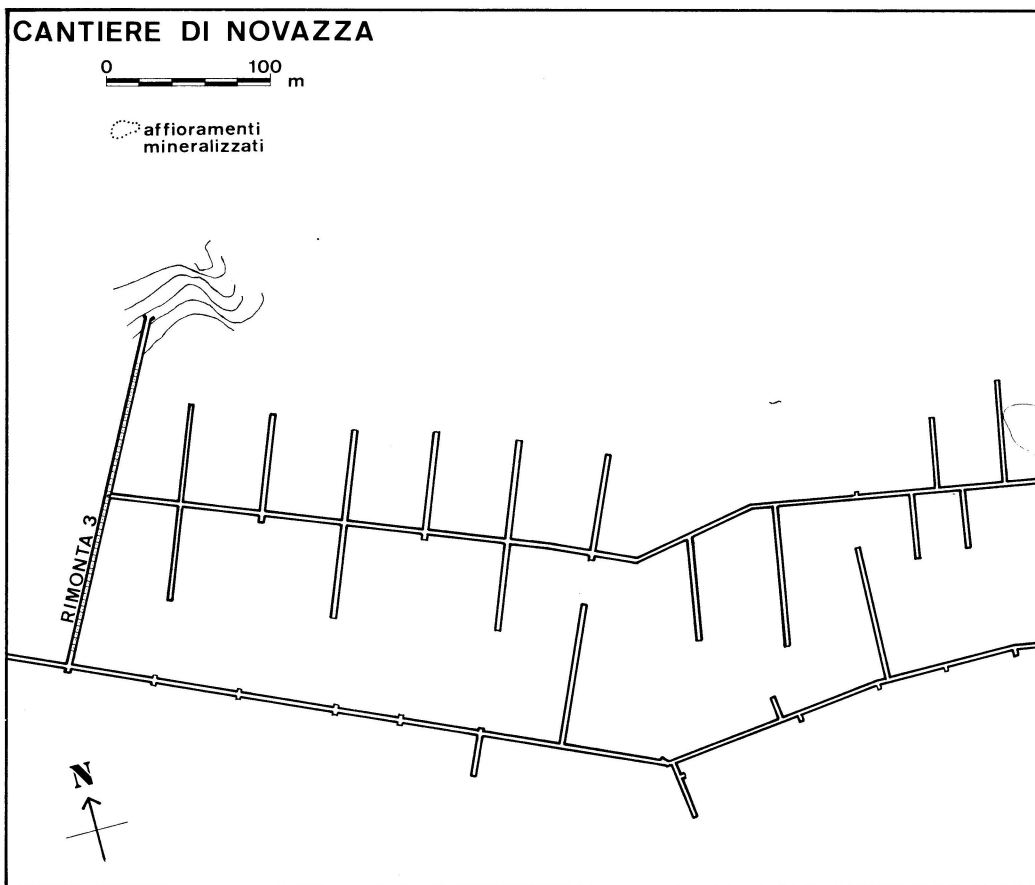 CANTIERE DI NOVAZZA
0 100 m
affioramenti
mineralizzati
RIMONTA 3
N